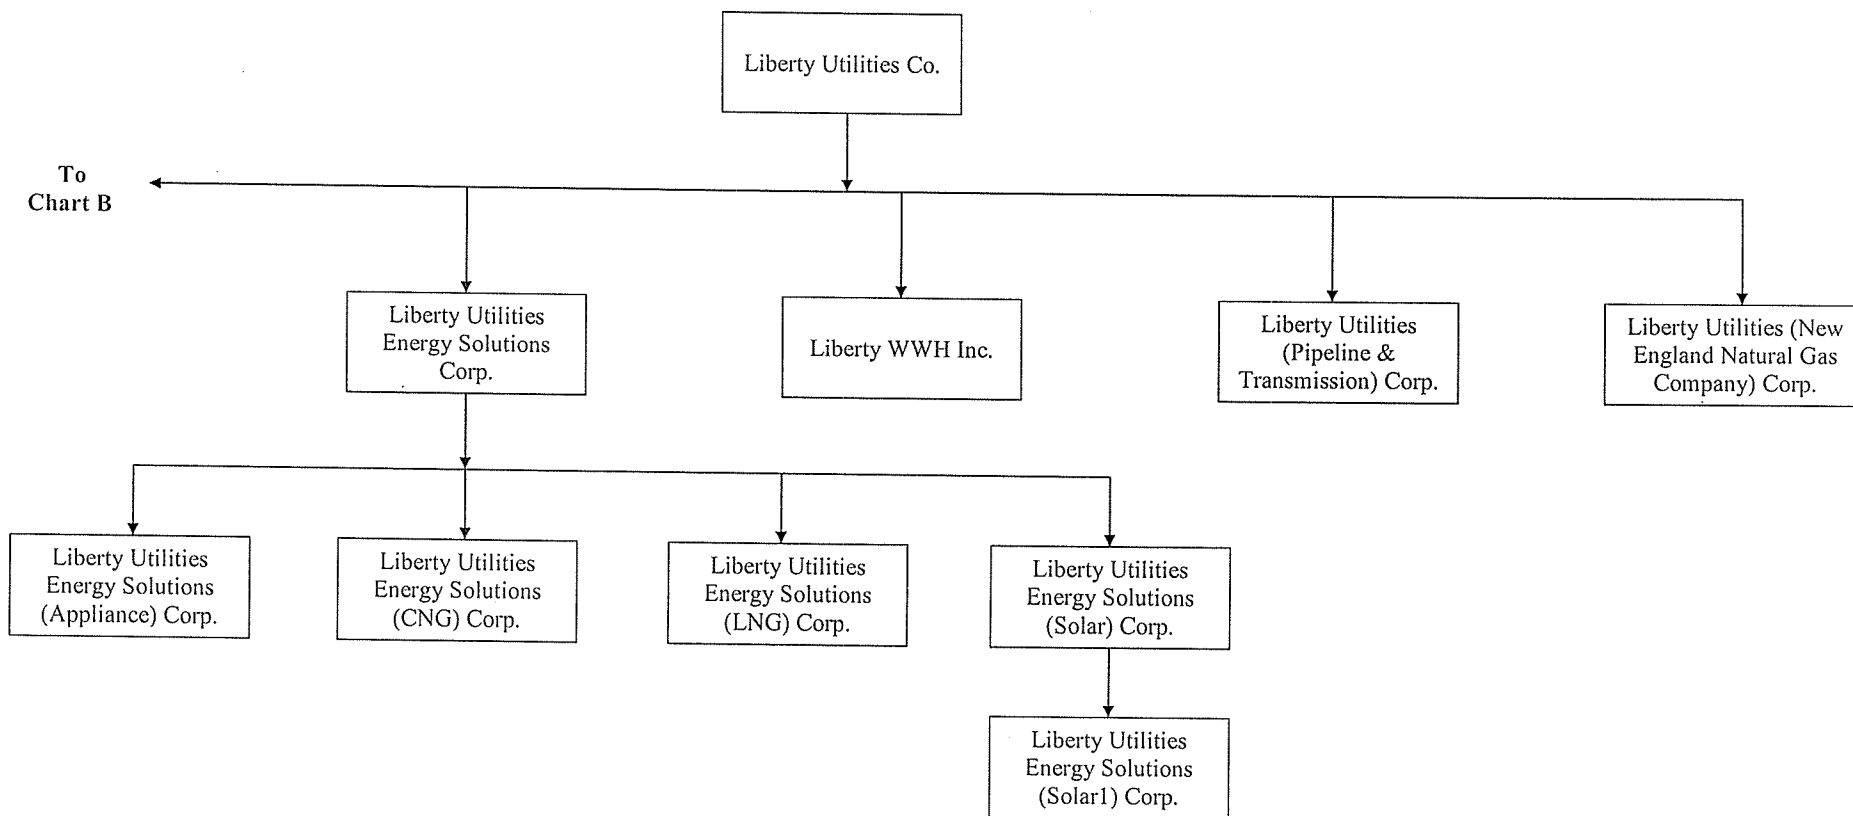 Liberty Utilities Co.
To
Chart B
Liberty Utilities
Energy Solutions
Corp.
Liberty WWH Inc.
Liberty Utilities
(Pipeline &
Transmission) Corp.
Liberty Utilities (New
England Natural Gas
Company) Corp.
Liberty Utilities
Energy Solutions
(Appliance) Corp.
Liberty Utilities
Energy Solutions
(CNG) Corp.
Liberty Utilities
Energy Solutions
(LNG) Corp.
Liberty Utilities
Energy Solutions
(Solar) Corp.
Liberty Utilities
Energy Solutions
(Solar1) Corp.